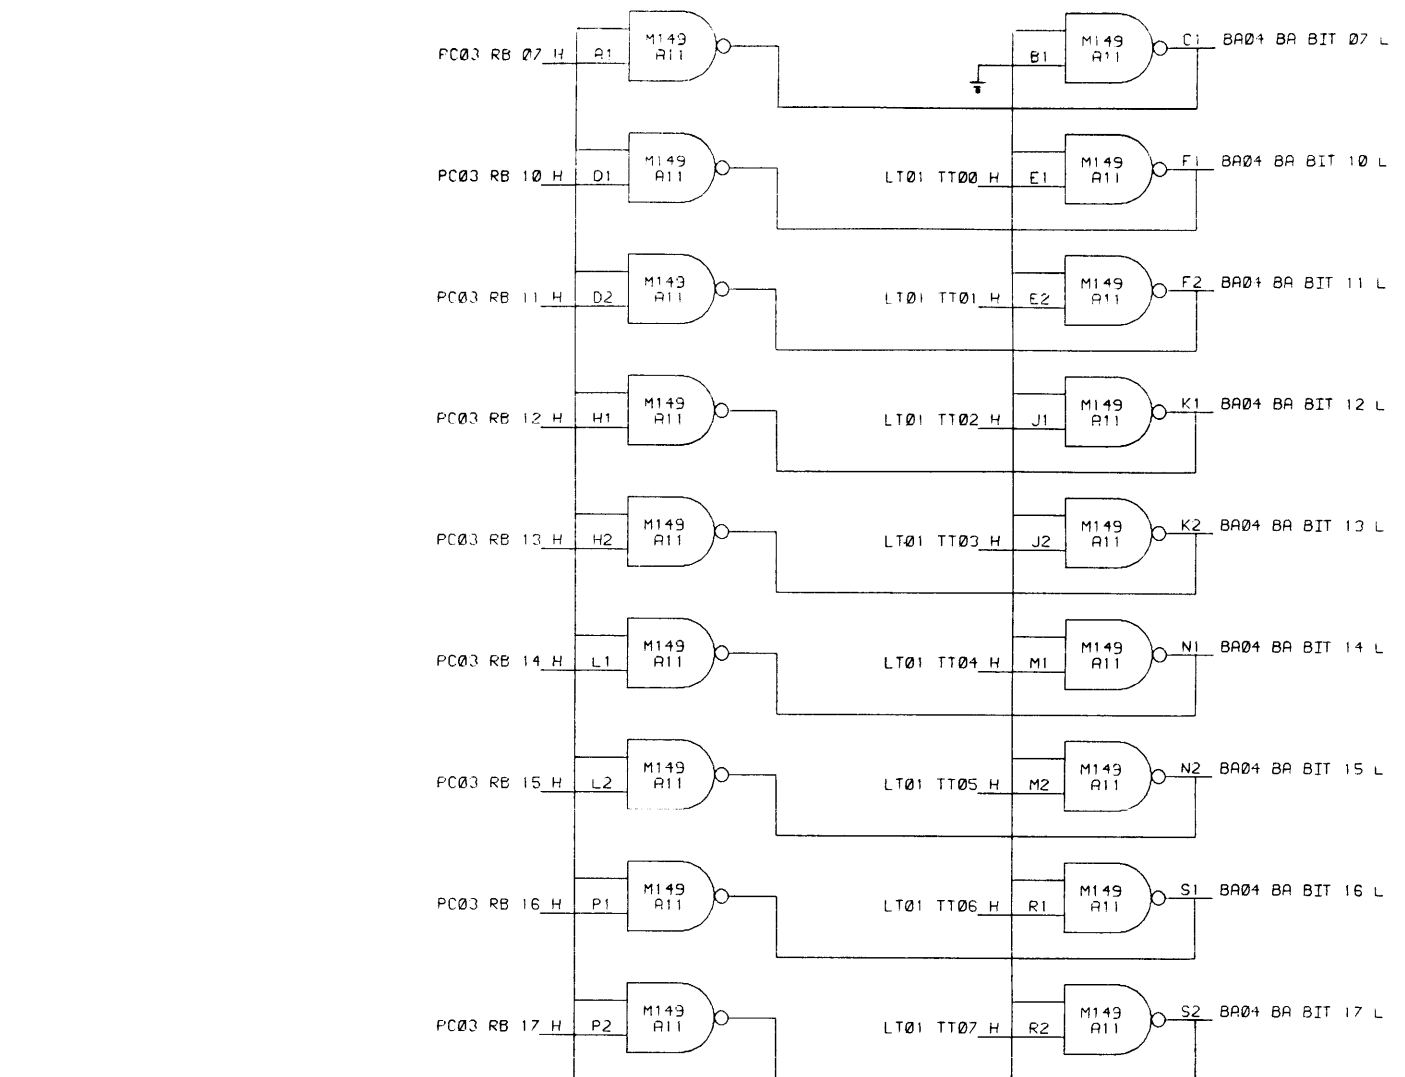 M149 M149 C1 BA04 BA BIT 07 L
PC03 RB 07 H A1 A11 B1 A11
M149 M149 F1 BA04 BA BIT 10 L
PC03 RB 10 H D1 A11 LT01 TT00 H E1 A11
M149 M149 F2 BA04 BA BIT 11 L
PC03 RB 11 H D2 A11 LT01 TT01 H E2 A11
M149 M149 K1 BA04 BA BIT 12 L
PC03 RB 12 H H1 A11 LT01 TT02 H J1 A11
M149 M149 K2 BA04 BA BIT 13 L
PC03 RB 13 H H2 A11 LT01 TT03 H J2 A11
M149 M149 N1 BA04 BA BIT 14 L
PC03 RB 14 H L1 A11 LT01 TT04 H M1 A11
M149 M149 N2 BA04 BA BIT 15 L
PC03 RB 15 H L2 A11 LT01 TT05 H M2 A11
M149 M149 S1 BA04 BA BIT 16 L
PC03 RB 16 H P1 A11 LT01 TT06 H R1 A11
M149 M149 S2 BA04 BA BIT 17 L
PC03 RB 17 H P2 A11 LT01 TT07 H R2 A11